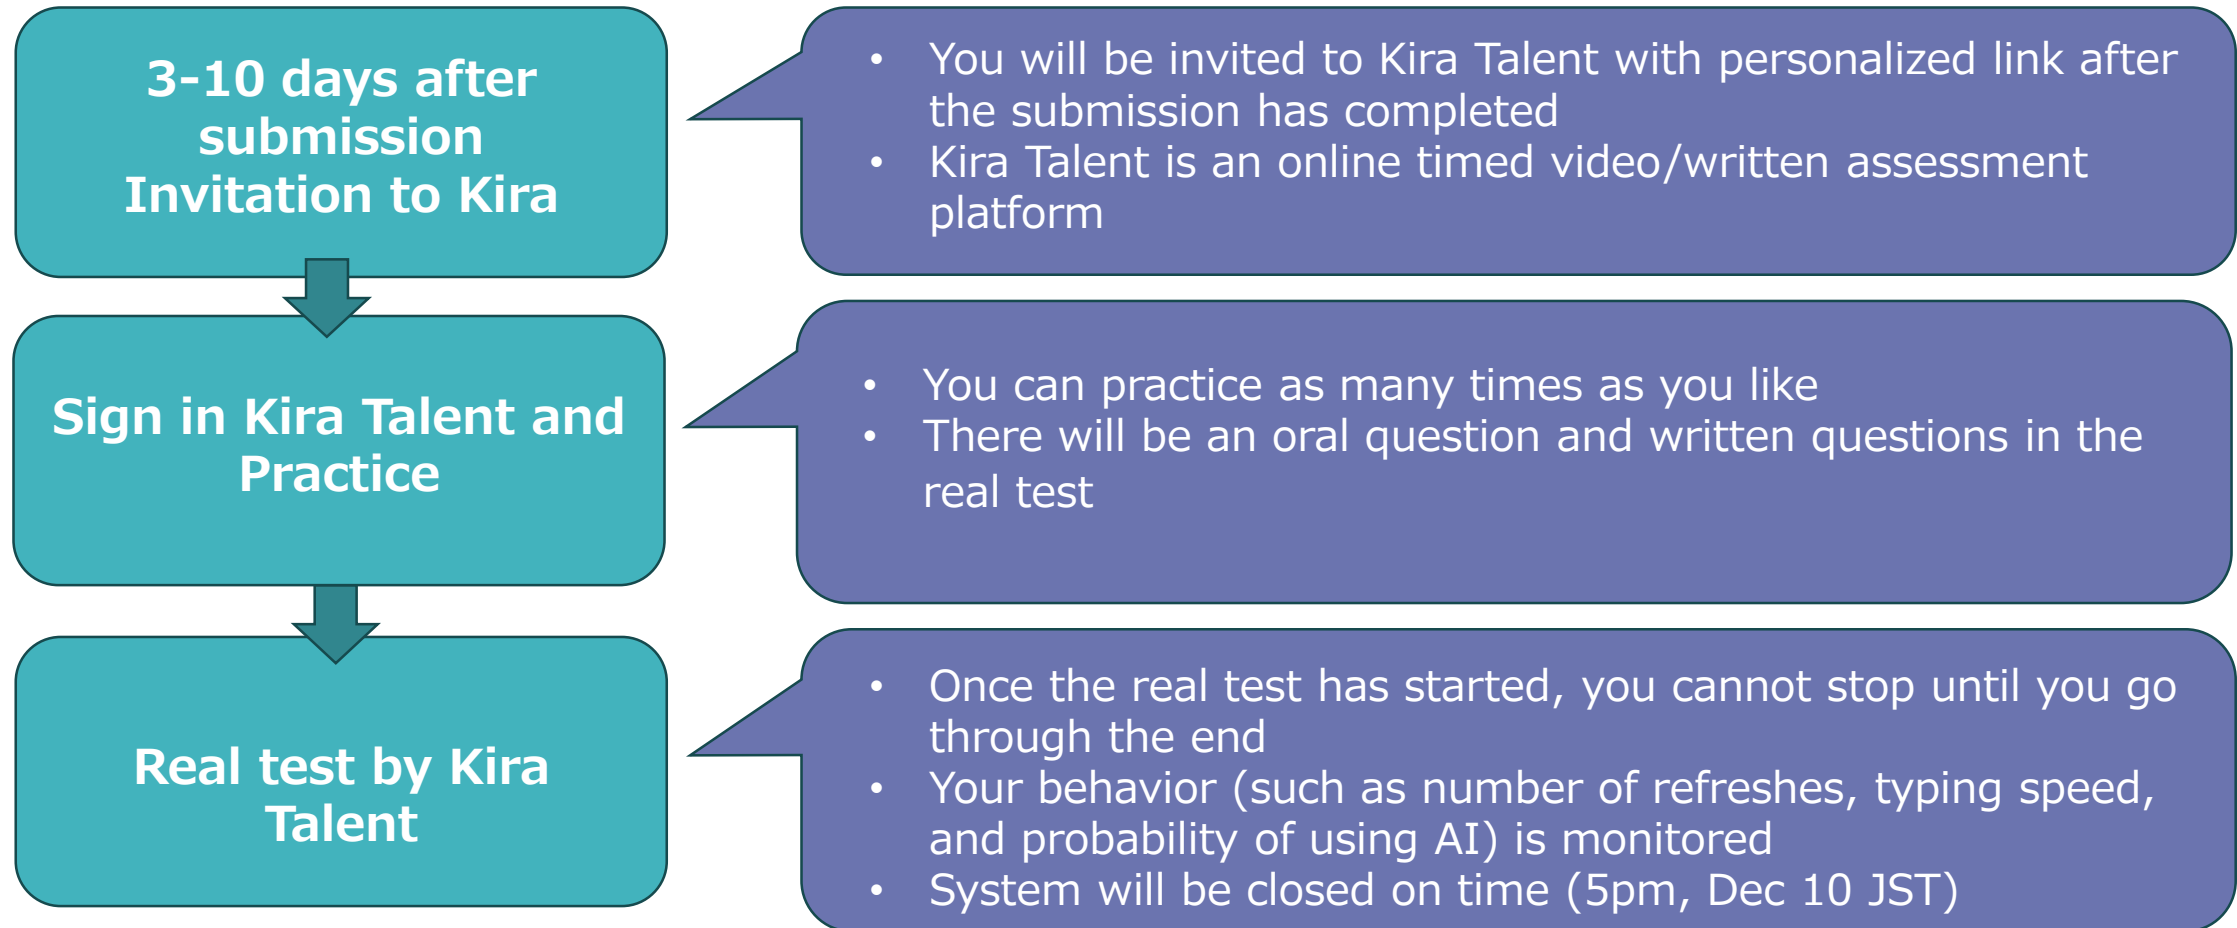 3-10 days after
submission
Invitation to Kira
• You will be invited to Kira Talent with personalized link after
the submission has completed
• Kira Talent is an online timed video/written assessment
platform
Sign in Kira Talent and
Practice
• You can practice as many times as you like
• There will be an oral question and written questions in the
real test
Real test by Kira
Talent
• Once the real test has started, you cannot stop until you go
through the end
• Your behavior (such as number of refreshes, typing speed,
and probability of using AI) is monitored
• System will be closed on time (5pm, Dec 10 JST)